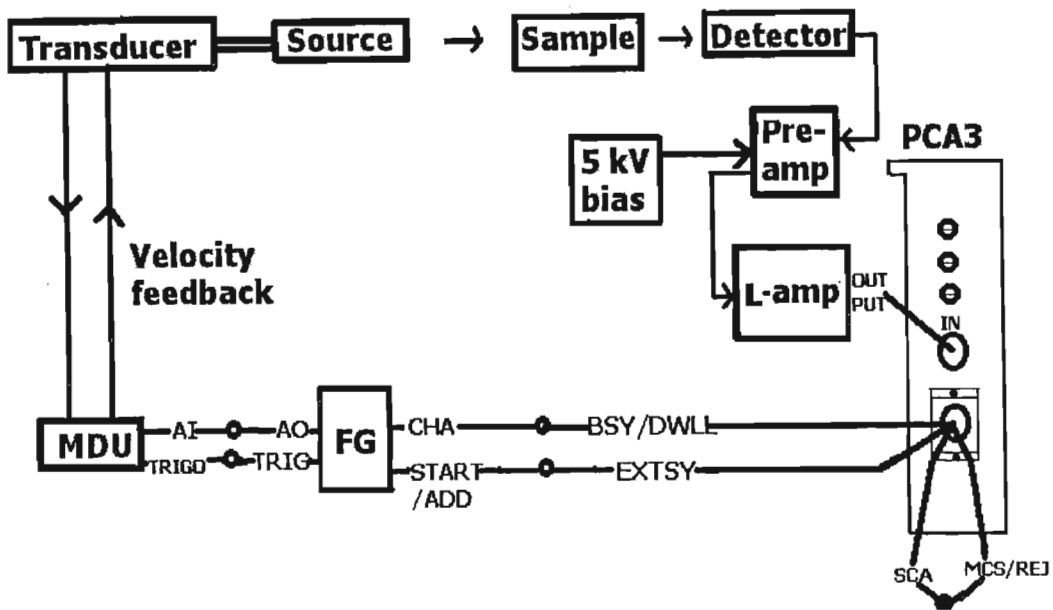 Transducer
Source
Sample
Detector
Pre-
amp
PCA3
5 kV
bias
Velocity
feedback
L-amp
OUT
PUT
IN
MDU
AI
AO
FG
CHA
BSY/DWLL
TRIGO
TRIG
START
/ADD
EXTSY
SCA
MCS/REJ